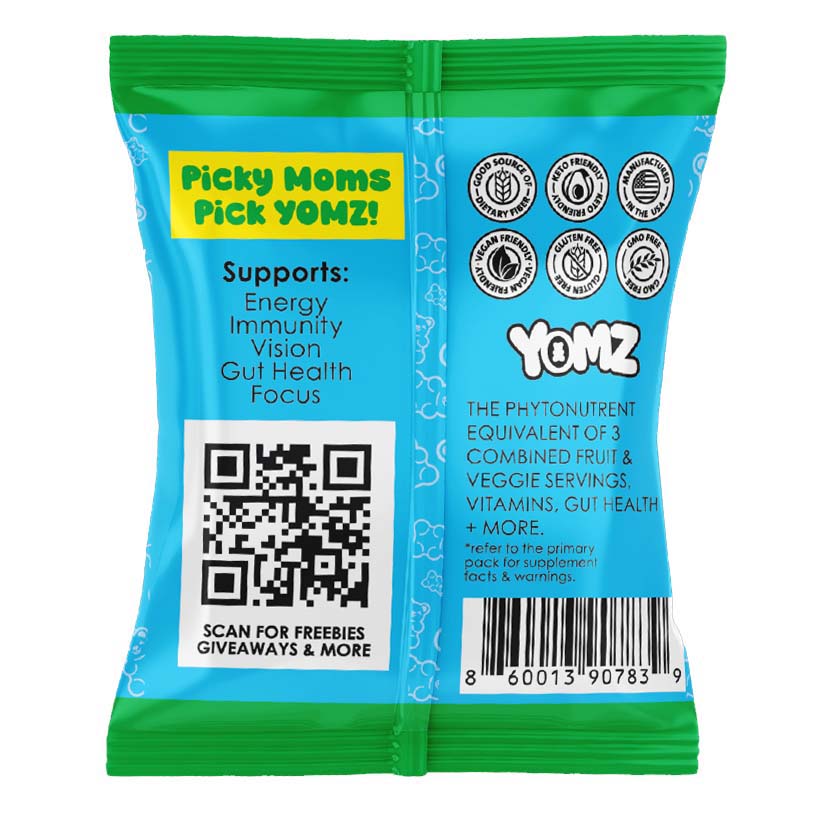 Picky Moms
Pick YOMZ!
Supports:
Energy
Immunity
Vision
Gut Health
Focus
SCAN FOR FREEBIES
GIVEAWAYS & MORE
GOOD SOURCE OF
DIETARY FIBER
KETO FRIENDLY
KETO FRIENDLY
MANUFACTURED
IN THE USA
VEGAN FRIENDLY
VEGAN FRIENDLY
GLUTEN FREE
GLUTEN FREE
GMO FREE
GMO FREE
YOMZ
THE PHYTONUTRENT
EQUIVALENT OF 3
COMBINED FRUIT &
VEGGIE SERVINGS,
VITAMINS, GUT HEALTH
+ MORE.
*refer to the primary
pack for supplement
facts & warnings.
8 60013 90783 9